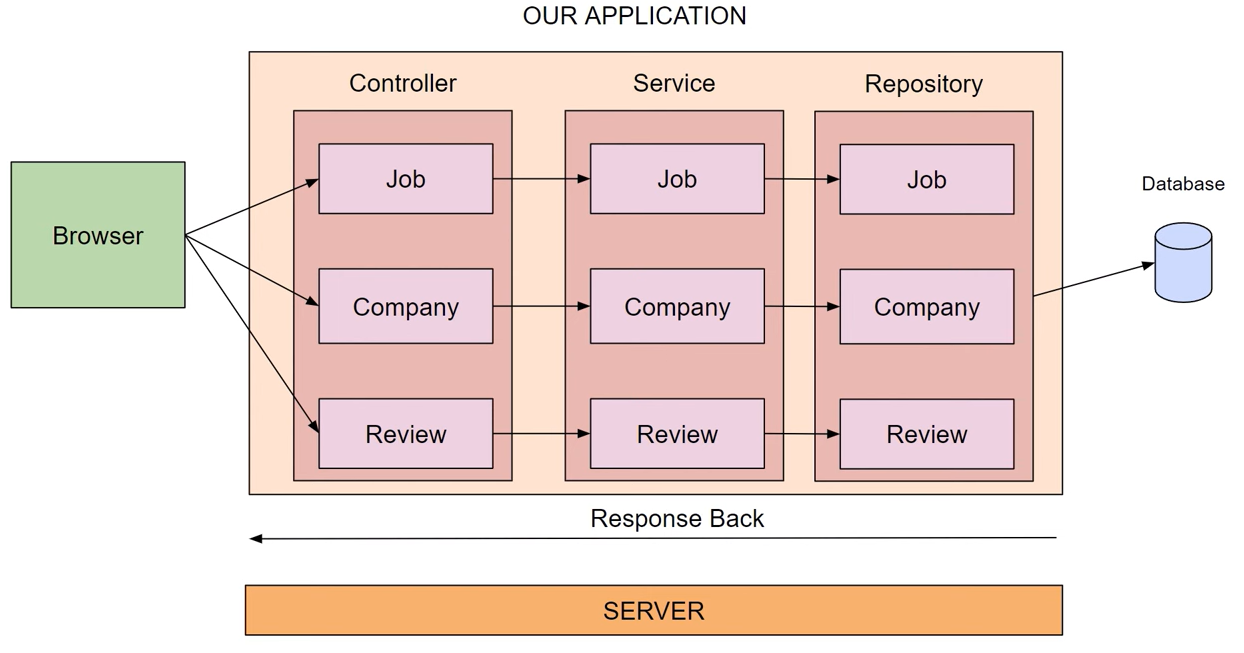 OUR APPLICATION
Controller
Service
Repository
Job
Job
Job
Database
Browser
Company
Company
Company
Review
Review
Review
Response Back
SERVER